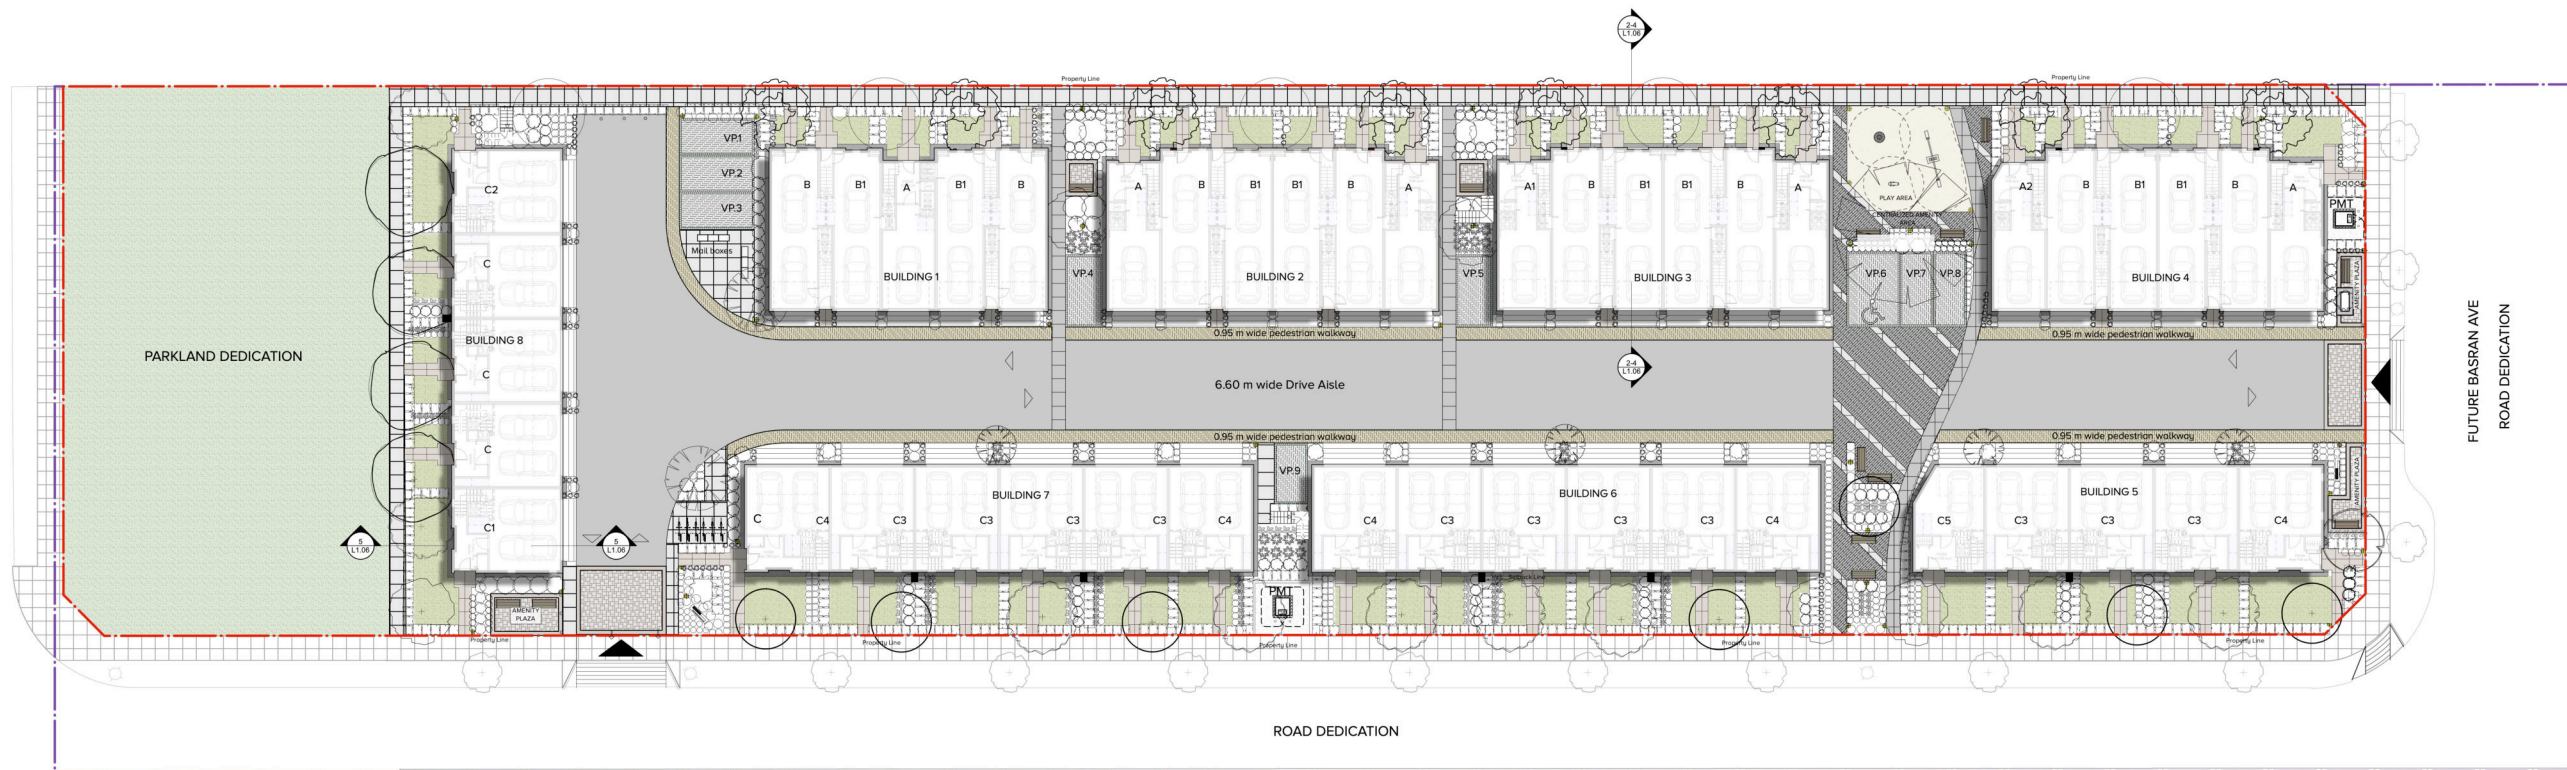 2-4
L1.06
Property Line
Property Line
VP.1
VP.2
VP.3
Mail boxes
B
B1
A
B1
B
BUILDING 1
VP.4
A
B
B1
B1
B
A
BUILDING 2
VP.5
A1
B
B1
B1
B
A
BUILDING 3
PLAY AREA
CENTRALIZED AMENITY
AREA
VP.6
VP.7
VP.8
A2
B
B1
B1
B
A
BUILDING 4
PMT
AMENITY PLAZA
C2
C
BUILDING 8
C
C
C1
PARKLAND DEDICATION
0.95 m wide pedestrian walkway
0.95 m wide pedestrian walkway
2-4
L1.06
6.60 m wide Drive Aisle
FUTURE BASRAN AVE
ROAD DEDICATION
0.95 m wide pedestrian walkway
0.95 m wide pedestrian walkway
AMENITY PLAZA
VP.9
BUILDING 7
C
C4
C3
C3
C3
C3
C4
BUILDING 6
C4
C3
C3
C3
C3
C4
BUILDING 5
C5
C3
C3
C3
C4
5
L1.06
5
L1.06
AMENITY
PLAZA
PMT
Property Line
Property Line
Property Line
Property Line
Property Line
ROAD DEDICATION